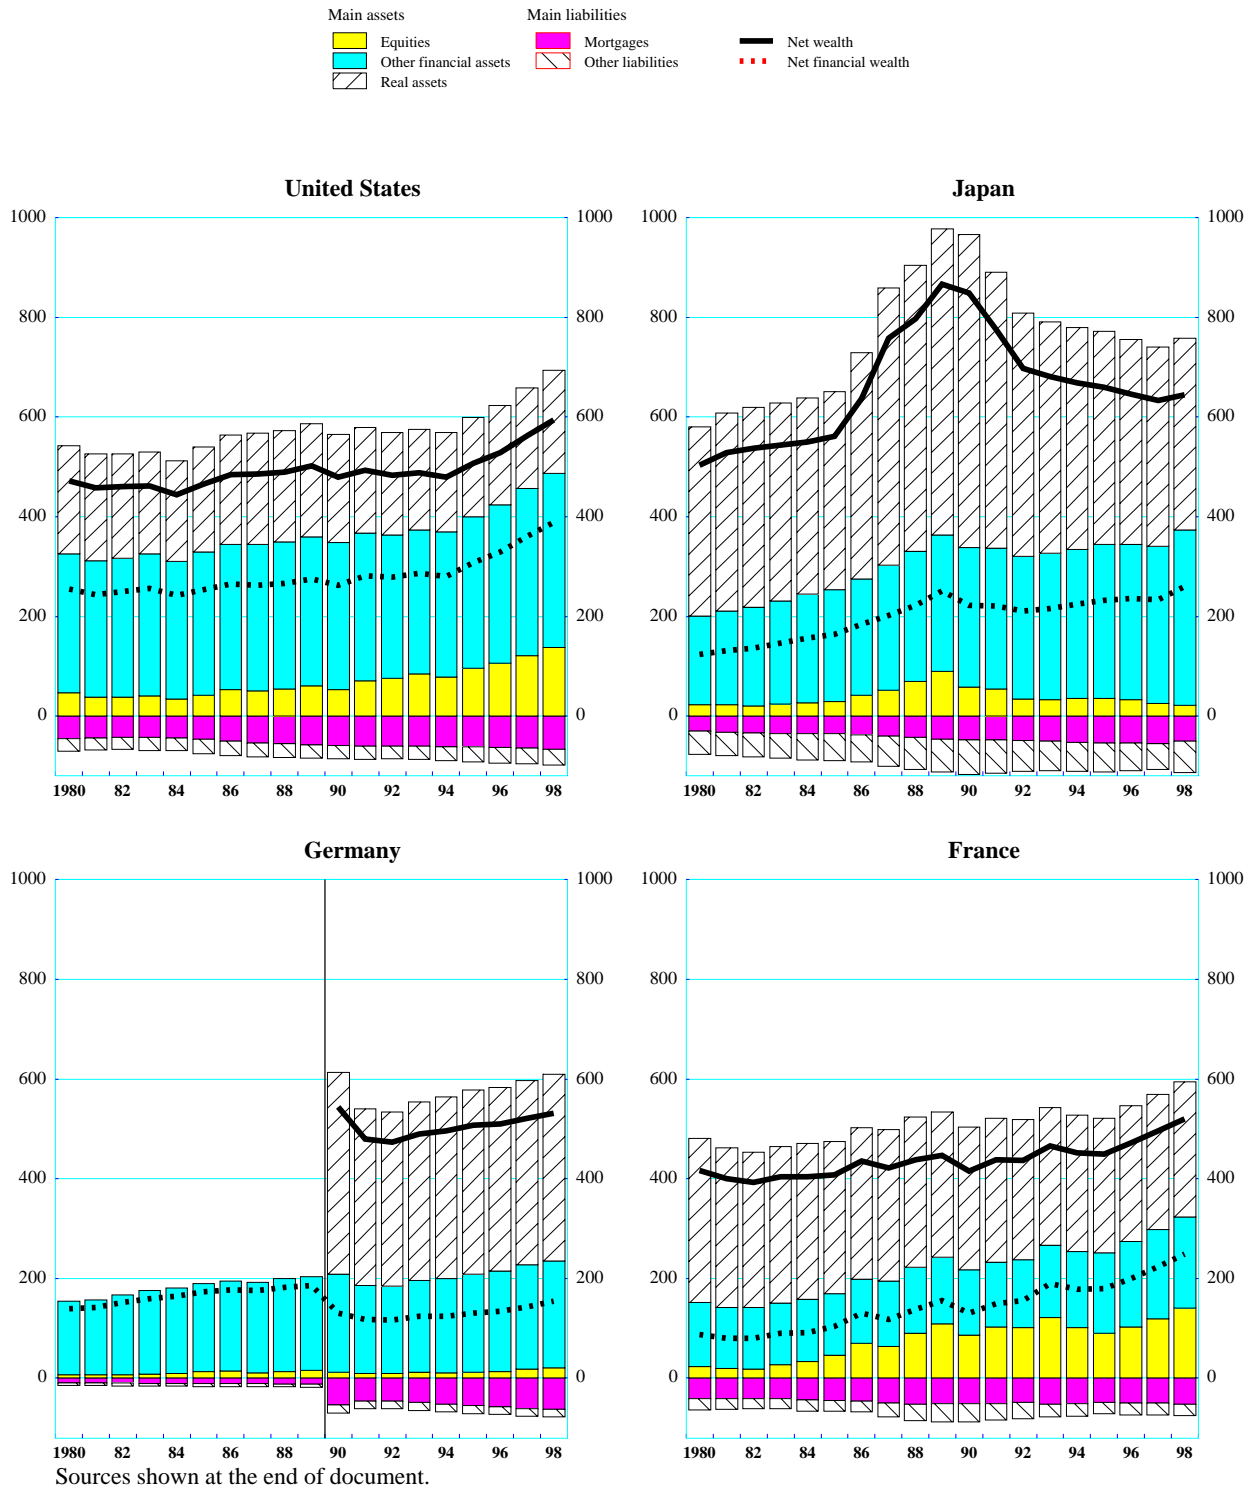 Main assets Main liabilities
Equities Mortgages Net wealth
Other financial assets Other liabilities Net financial wealth
Real assets
United States
1000 1000
800 800
600 600
400 400
200 200
0 0
1980 82 84 86 88 90 92 94 96 98
Japan
1000 1000
800 800
600 600
400 400
200 200
0 0
1980 82 84 86 88 90 92 94 96 98
Germany
1000 1000
800 800
600 600
400 400
200 200
0 0
1980 82 84 86 88 90 92 94 96 98
France
1000 1000
800 800
600 600
400 400
200 200
0 0
1980 82 84 86 88 90 92 94 96 98
Sources shown at the end of document.